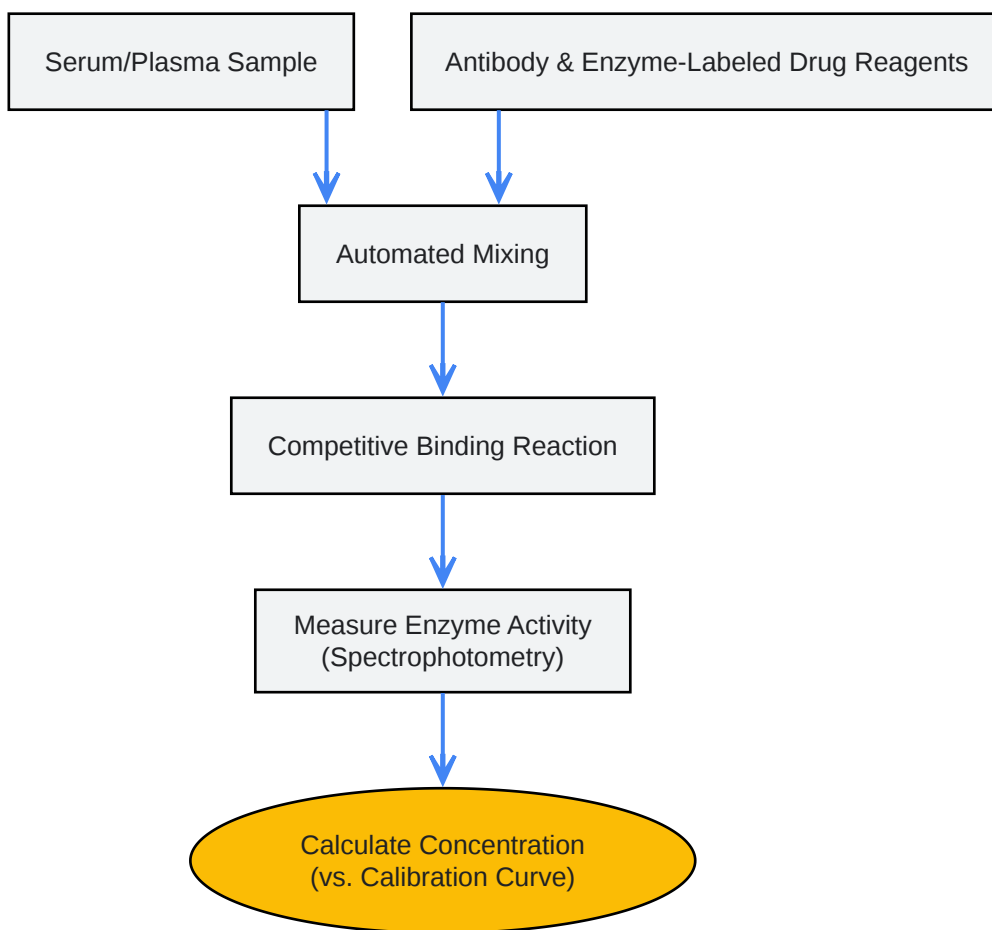 Serum/Plasma Sample
Antibody & Enzyme-Labeled Drug Reagents
Automated Mixing
Competitive Binding Reaction
Measure Enzyme Activity
(Spectrophotometry)
Calculate Concentration
(vs. Calibration Curve)